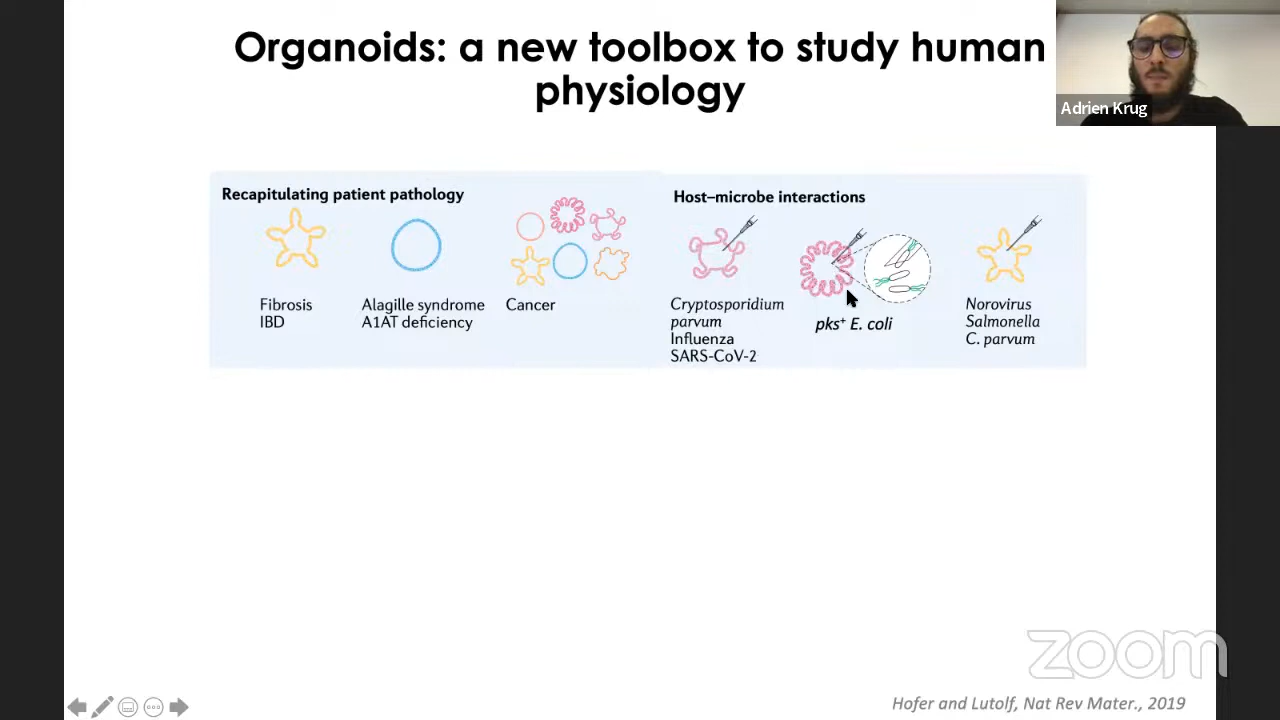 Organoids: a new toolbox to study human
physiology
Adrien Krug
Recapitulating patient pathology
Fibrosis
IBD
Alagille syndrome
A1AT deficiency
Cancer
Host–microbe interactions
Cryptosporidium
parvum
Influenza
SARS-CoV-2
pks⁺ E. coli
Norovirus
Salmonella
C. parvum
zoom
Hofer and Lutolf, Nat Rev Mater., 2019